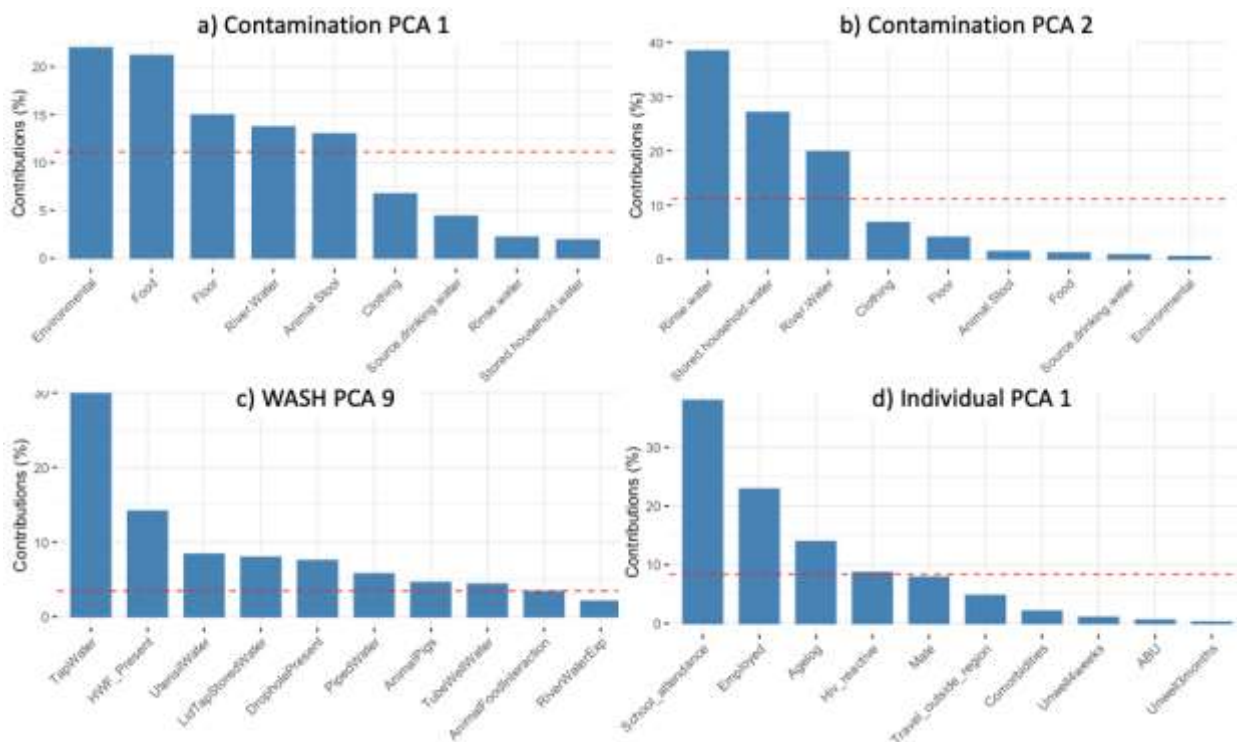 a) Contamination PCA 1
Contributions (%)
20
15
10
5
0
Environmental
Food
Floor
River.Water
Animal.Stool
Clothing
Source.drinking.water
Rinse.water
Stored.household.water
b) Contamination PCA 2
Contributions (%)
40
30
20
10
0
Rinse.water
Stored.household.water
River.Water
Clothing
Floor
Animal.Stool
Food
Source.drinking.water
Environmental
c) WASH PCA 9
Contributions (%)
30
20
10
0
TapWater
HWF_Present
UtensilWater
LidTapStoredWater
DropholePresent
PipedWater
AnimalPigs
TubeWellWater
AnimalFoodInteraction
RiverWaterExp
d) Individual PCA 1
Contributions (%)
30
20
10
0
School_attendance
Employed
Agelog
Hiv_reactive
Male
Travel_outside_region
Comorbidities
Unwell4weeks
ABU
Unwell3months